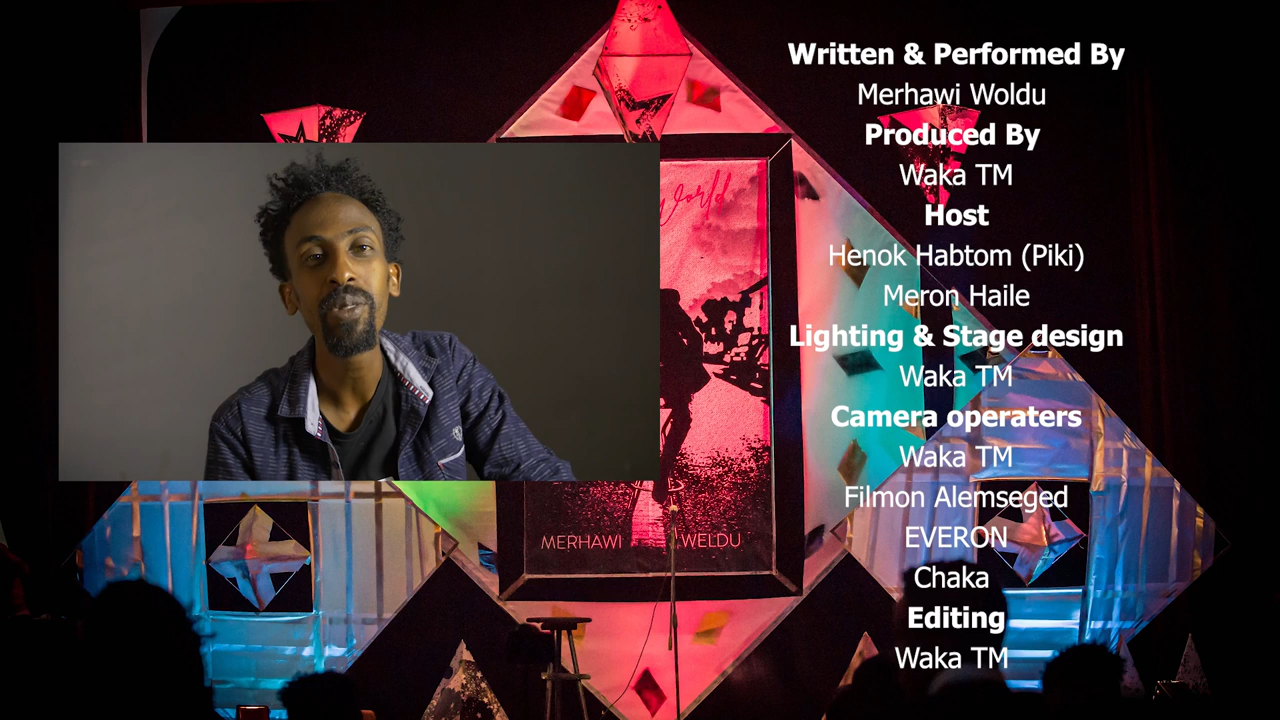 Written & Performed By
Merhawi Woldu
Produced By
Waka TM
Host
Henok Habtom (Piki)
Meron Haile
Lighting & Stage design
Waka TM
Camera operaters
Waka TM
Filmon Alemseged
EVERON
Chaka
Editing
Waka TM
World
MERHAWI WELDU